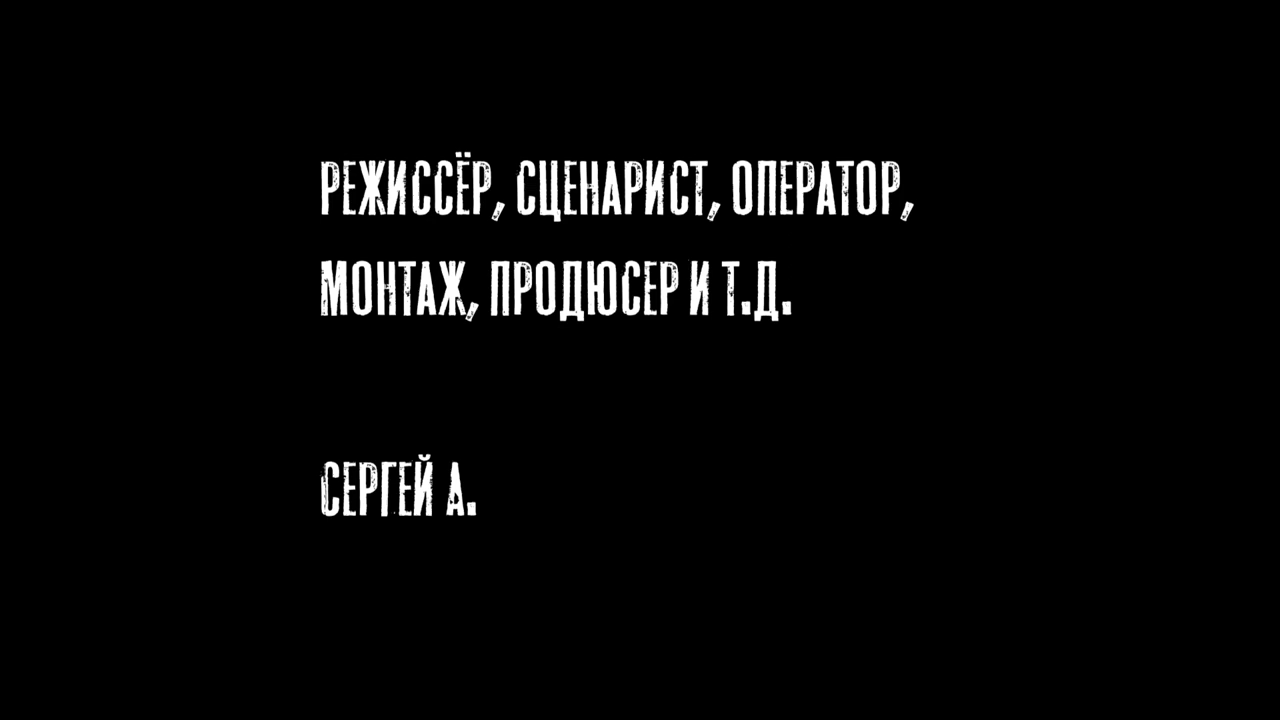 РЕЖИССЁР, СЦЕНАРИСТ, ОПЕРАТОР,
МОНТАЖ, ПРОДЮСЕР И Т.Д.
СЕРГЕЙ А.